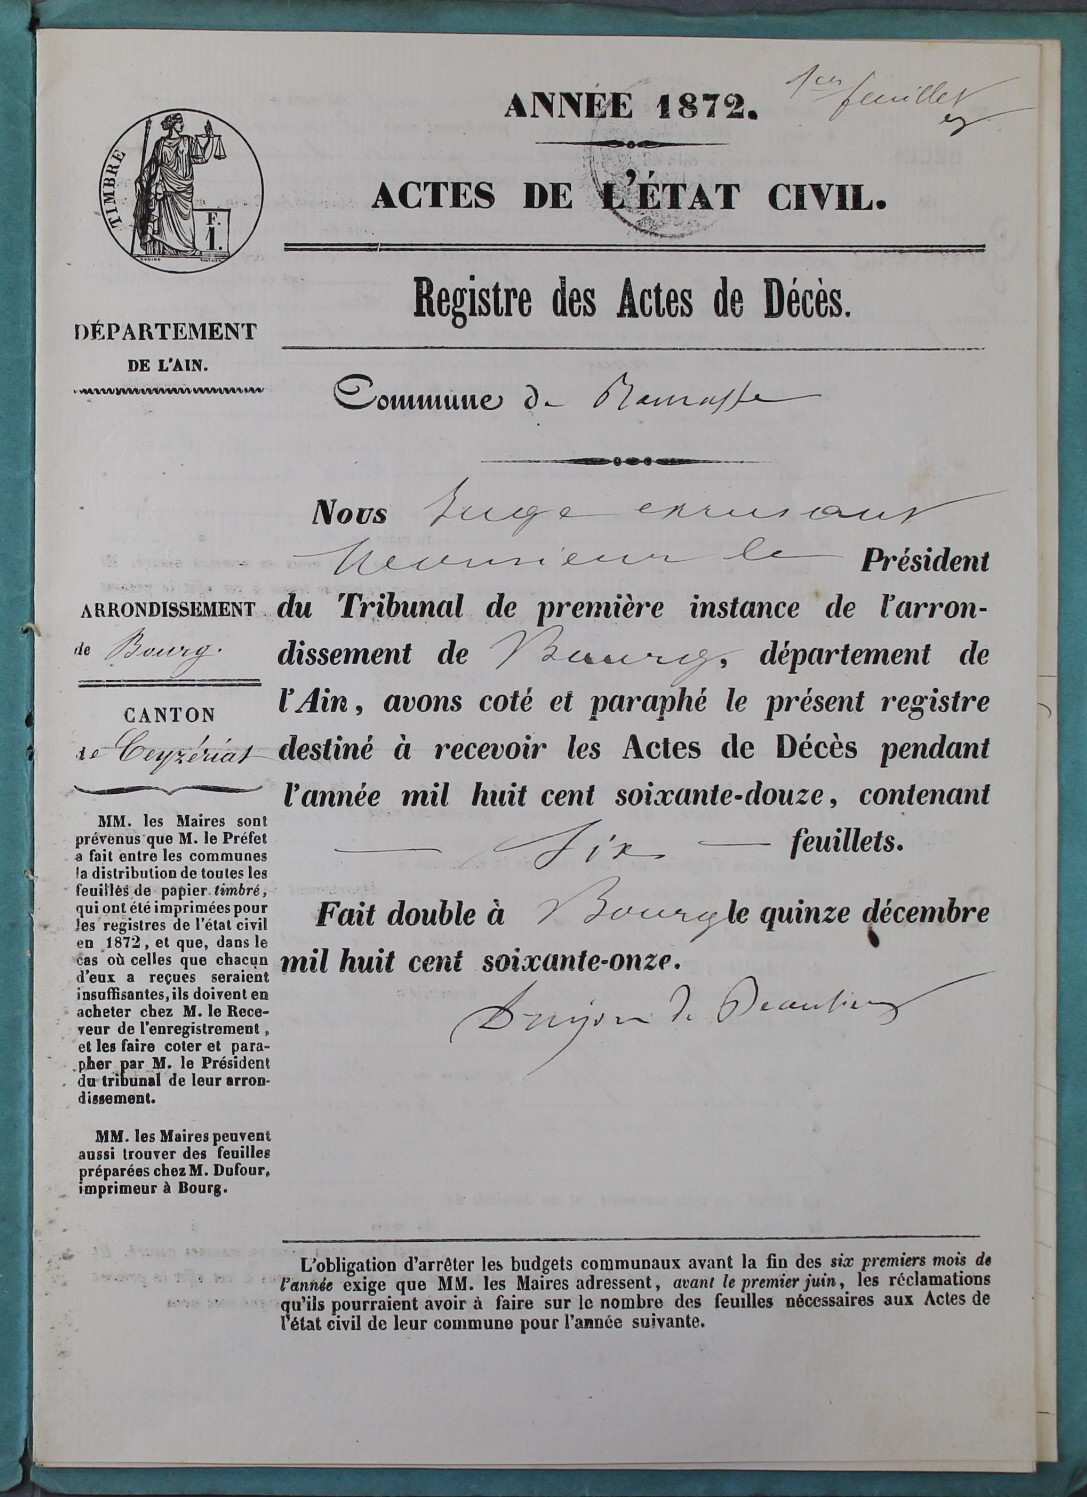 1er feuillet
ANNÉE 1872.
ACTES DE L'ÉTAT CIVIL.
TIMBRE
F.
1.
Registre des Actes de Décès.
DÉPARTEMENT
DE L'AIN.
Commune de Ramasse
Nous Juge
Monsieur le Président
du Tribunal de première instance de l'arron-
dissement de Bourg, département de
l'Ain, avons coté et paraphé le présent registre
destiné à recevoir les Actes de Décès pendant
l'année mil huit cent soixante-douze, contenant
Six feuillets.
Fait double à Bourg le quinze décembre
mil huit cent soixante-onze.
de
ARRONDISSEMENT
de Bourg.
CANTON
de Ceyzériat
MM. les Maires sont
prévenus que M. le Préfet
a fait entre les communes
la distribution de toutes les
feuilles de papier timbré,
qui ont été imprimées pour
les registres de l'état civil
en 1872, et que, dans le
cas où celles que chacun
d'eux a reçues seraient
insuffisantes, ils doivent en
acheter chez M. le Rece-
veur de l'enregistrement,
et les faire coter et para-
pher par M. le Président
du tribunal de leur arron-
dissement.
MM. les Maires peuvent
aussi trouver des feuilles
préparées chez M. Dufour,
imprimeur à Bourg.
L'obligation d'arrêter les budgets communaux avant la fin des six premiers mois de
l'année exige que MM. les Maires adressent, avant le premier juin, les réclamations
qu'ils pourraient avoir à faire sur le nombre des feuilles nécessaires aux Actes de
l'état civil de leur commune pour l'année suivante.